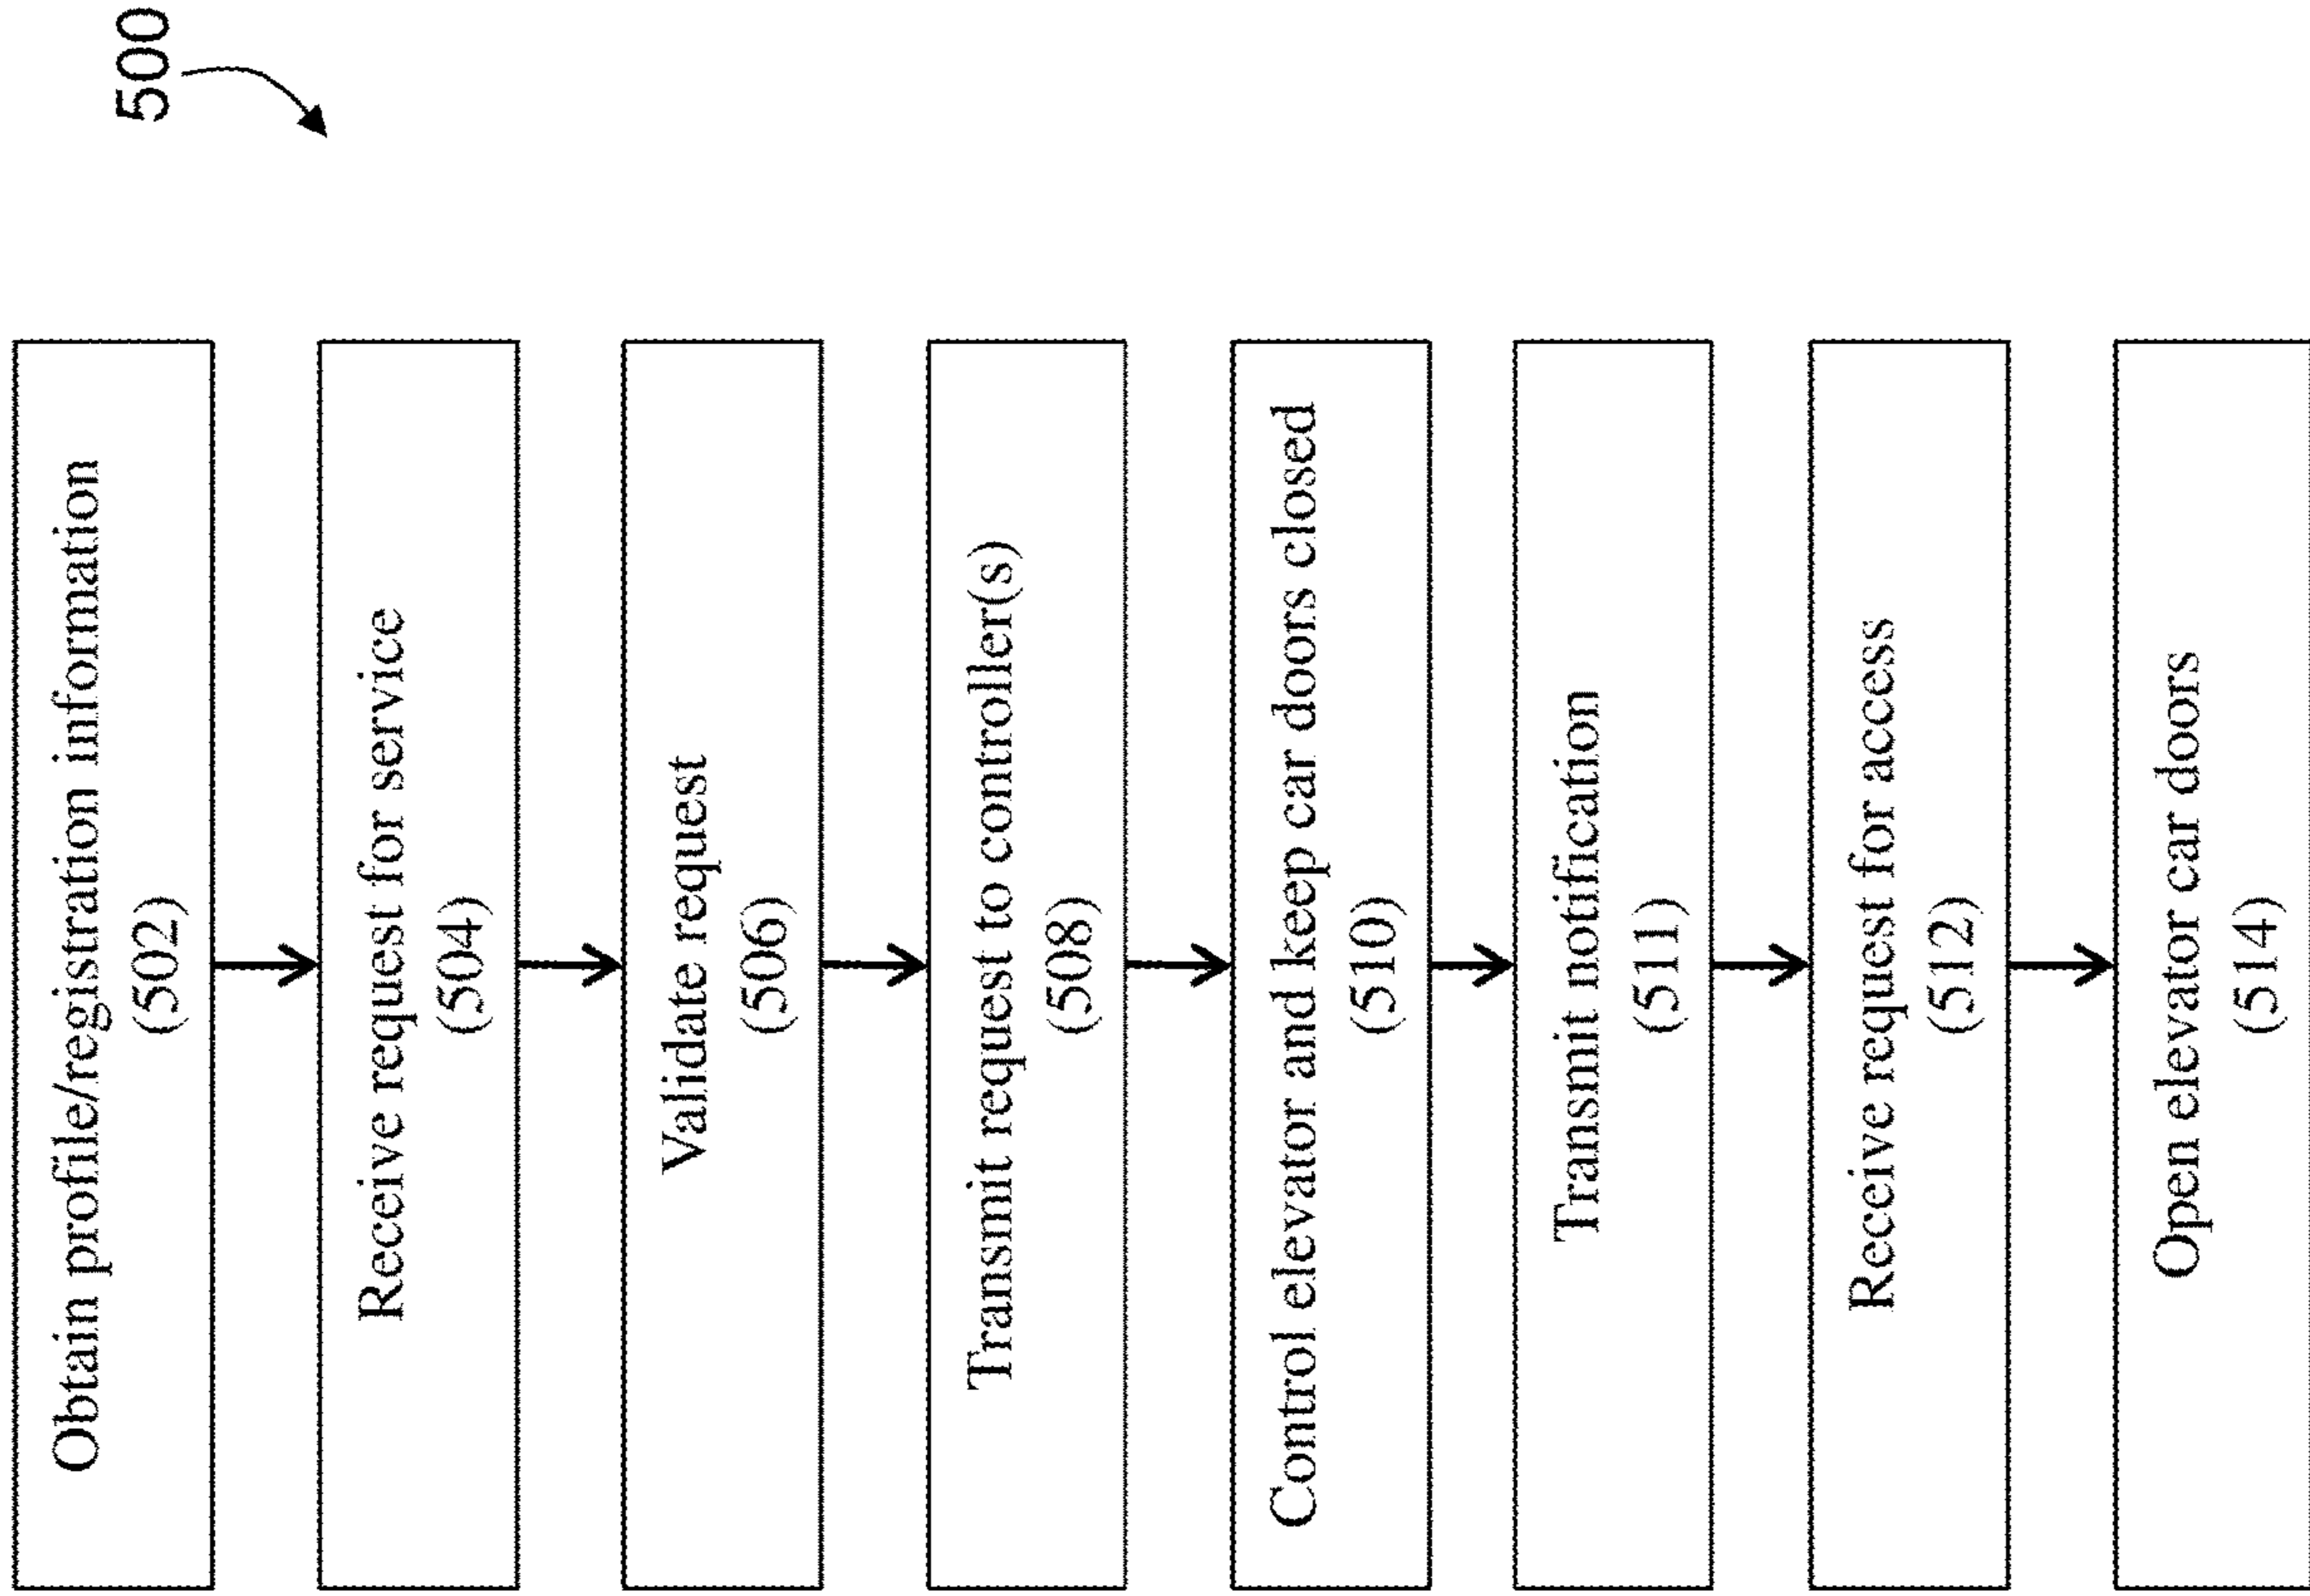 500
Obtain profile/registration information
(502)
Receive request for service
(504)
Validate request
(506)
Transmit request to controller(s)
(508)
Control elevator and keep car doors closed
(510)
Transmit notification
(511)
Receive request for access
(512)
Open elevator car doors
(514)